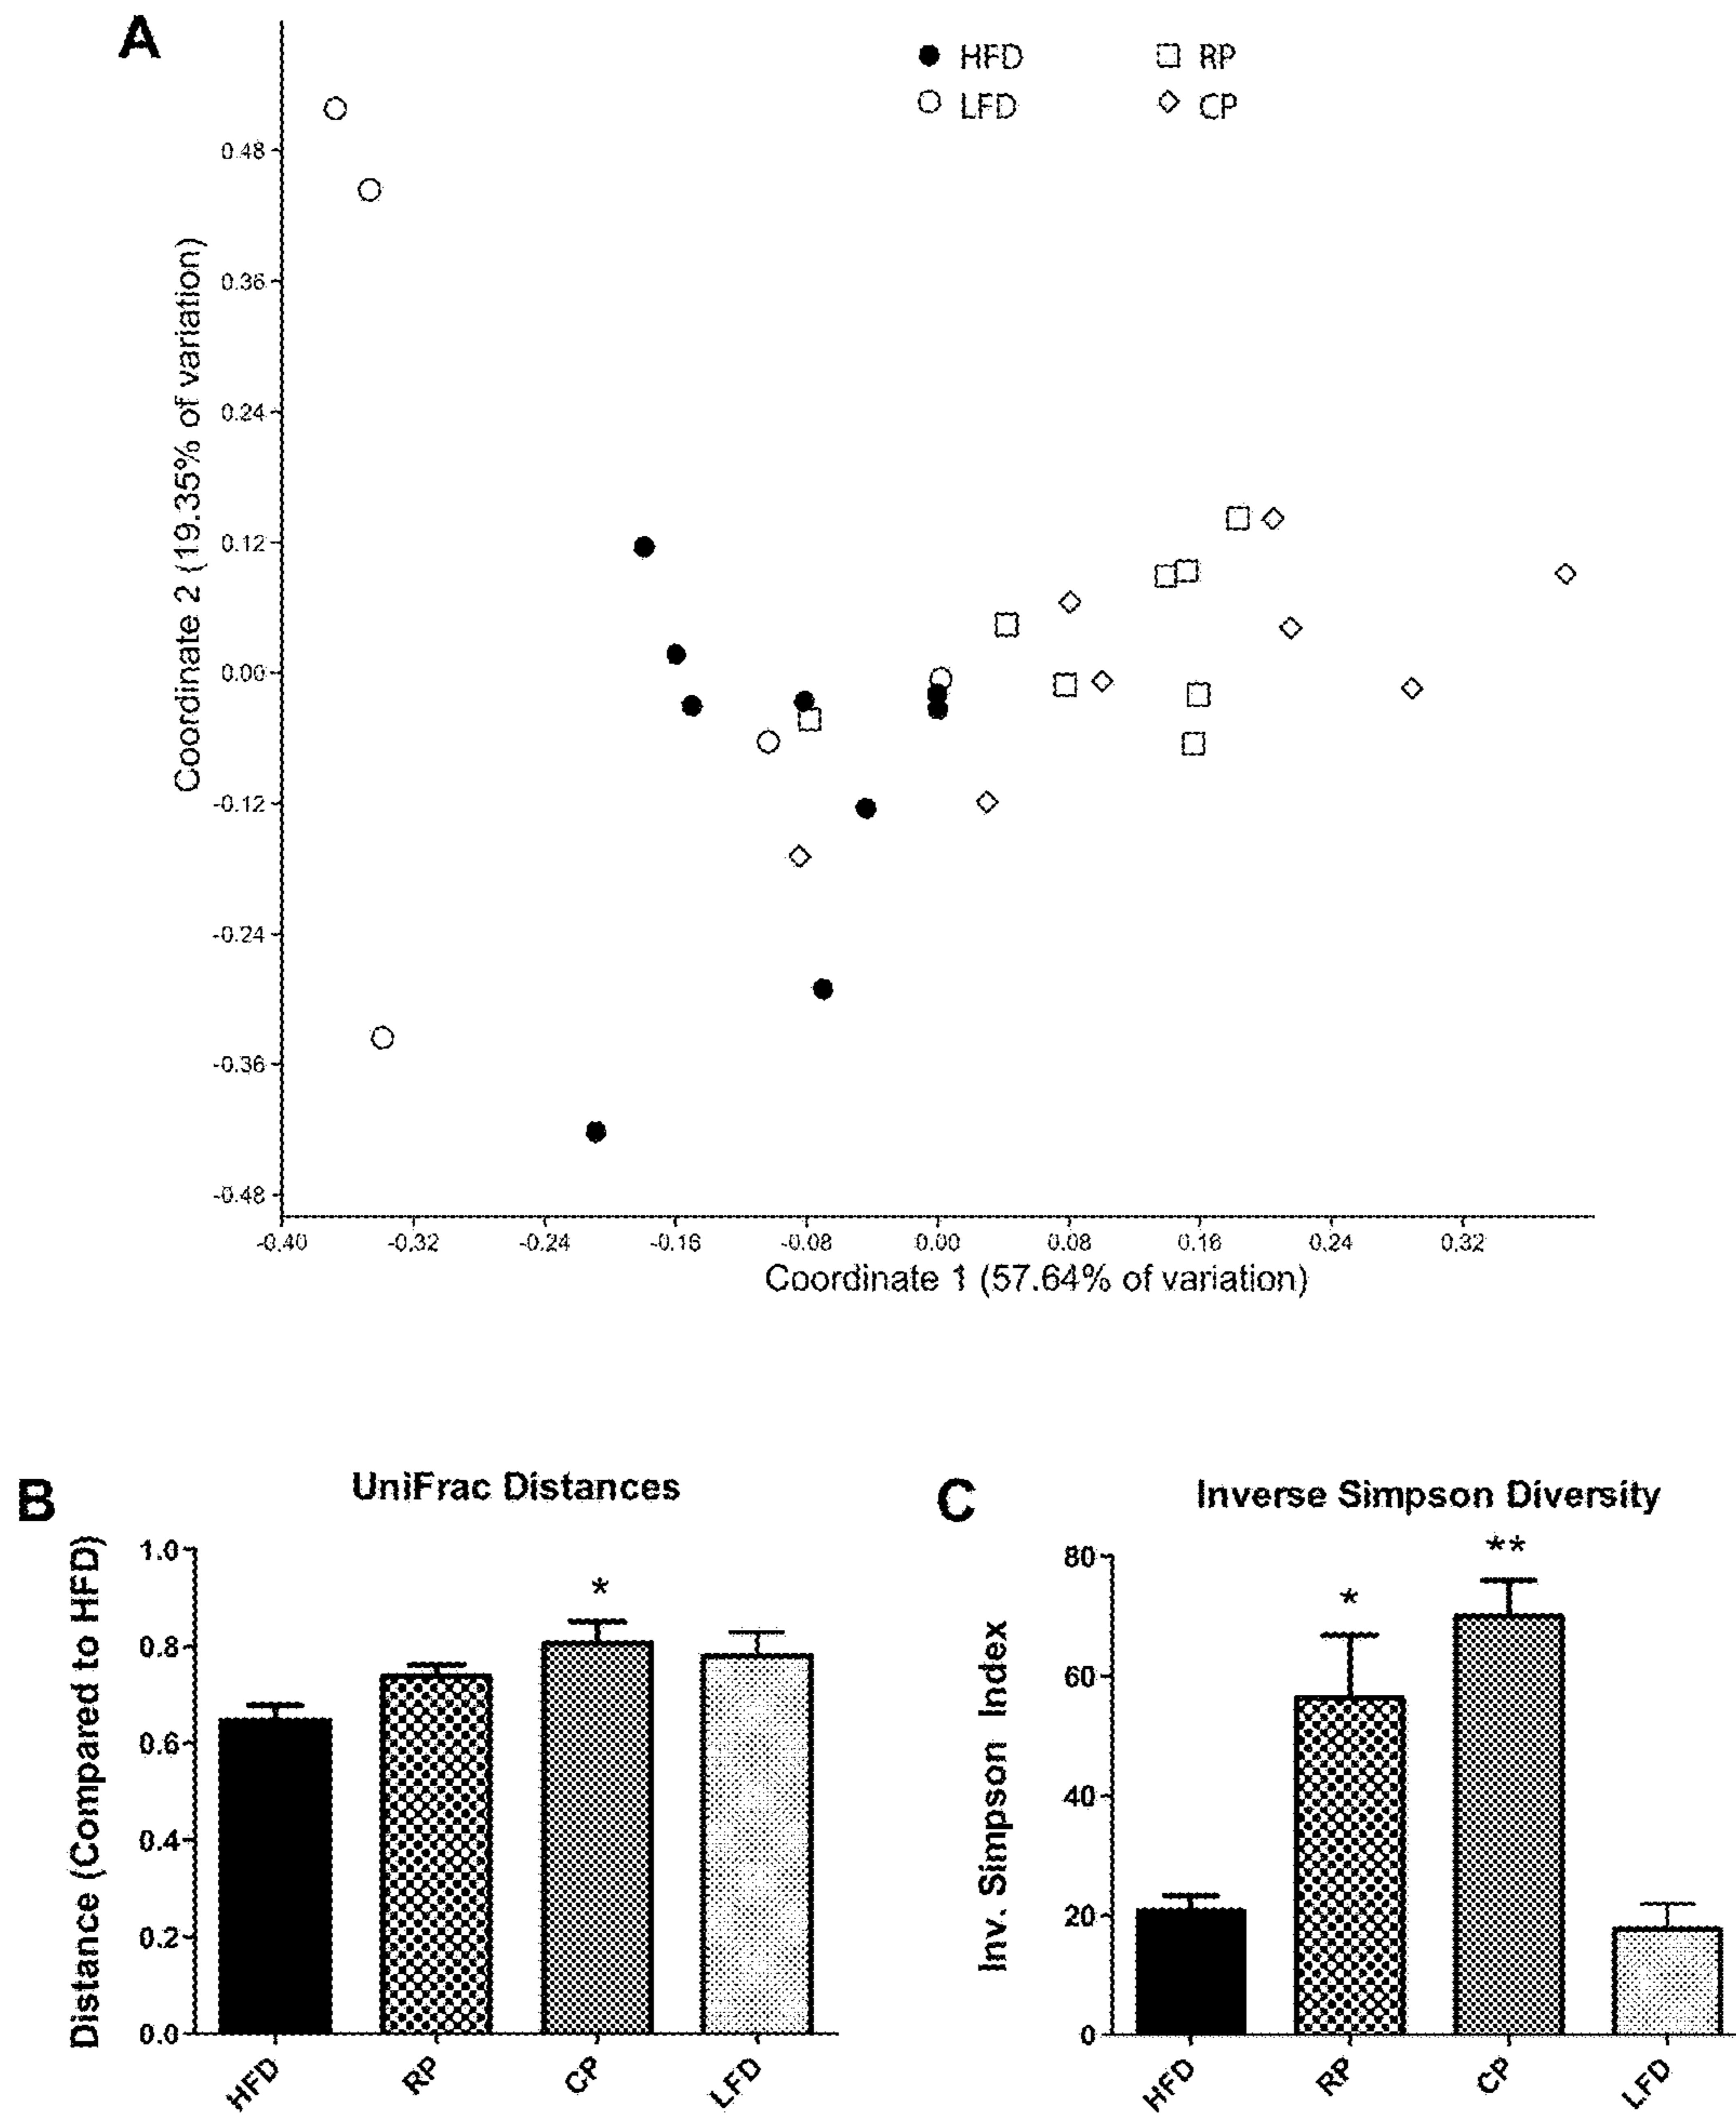 A
HFD RP
LFD CP
Coordinate 2 (19.35% of variation)
0.48
0.36
0.24
0.12
0.00
-0.12
-0.24
-0.36
-0.48
-0.40 -0.32 -0.24 -0.16 -0.08 0.00 0.08 0.16 0.24 0.32
Coordinate 1 (57.64% of variation)
B
UniFrac Distances
Distance (Compared to HFD)
1.0
0.8
0.6
0.4
0.2
0.0
*
HFD RP CP LFD
C
Inverse Simpson Diversity
Inv. Simpson Index
80
60
40
20
0
*
**
HFD RP CP LFD